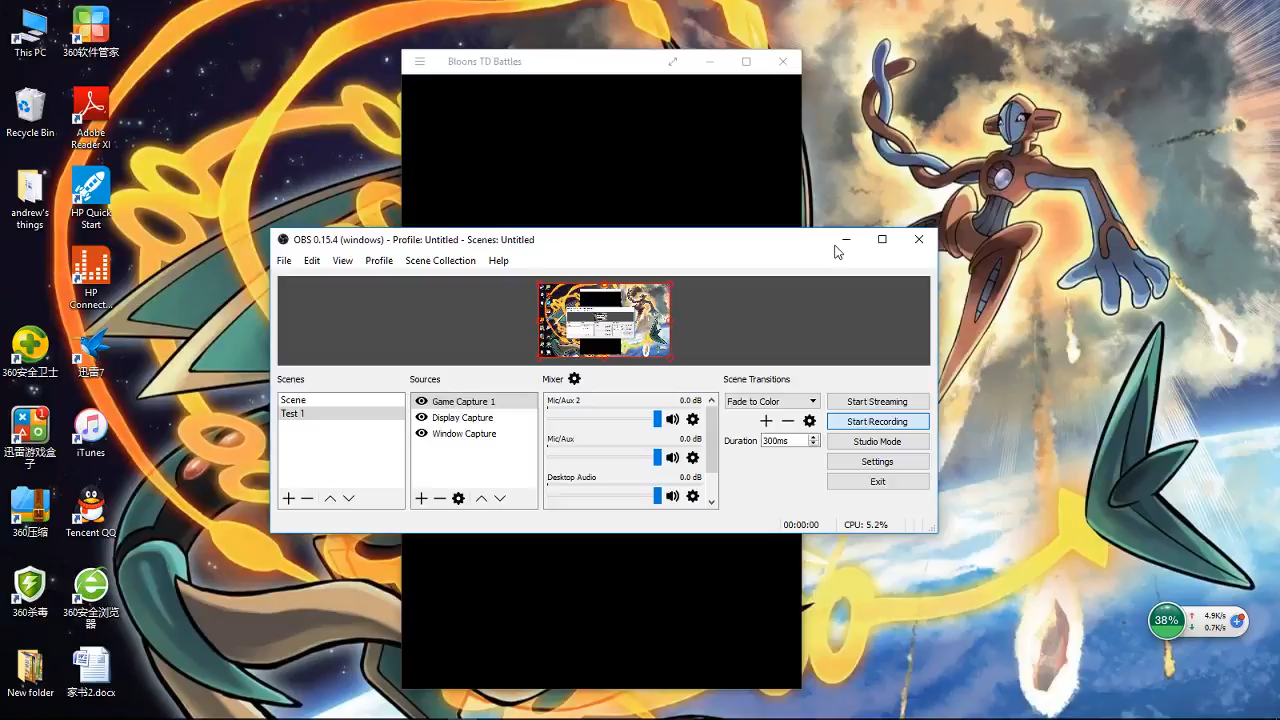 This PC
360软件管家
Recycle Bin
Adobe
Reader XI
andrew's
things
HP Quick
Start
HP
Connect...
360安全卫士
迅雷7
迅雷游戏盒
子
iTunes
360压缩
Tencent QQ
360杀毒
360安全浏览
器
New folder
家书2.docx
Bloons TD Battles
OBS 0.15.4 (windows) - Profile: Untitled - Scenes: Untitled
File Edit View Profile Scene Collection Help
Scenes
Scene
Test 1
Sources
Game Capture 1
Display Capture
Window Capture
Mixer
Mic/Aux 2 0.0 dB
Mic/Aux 0.0 dB
Desktop Audio 0.0 dB
Scene Transitions
Fade to Color
Duration 300ms
Start Streaming
Start Recording
Studio Mode
Settings
Exit
00:00:00 CPU: 5.2%
38%
4.9K/s
0.7K/s